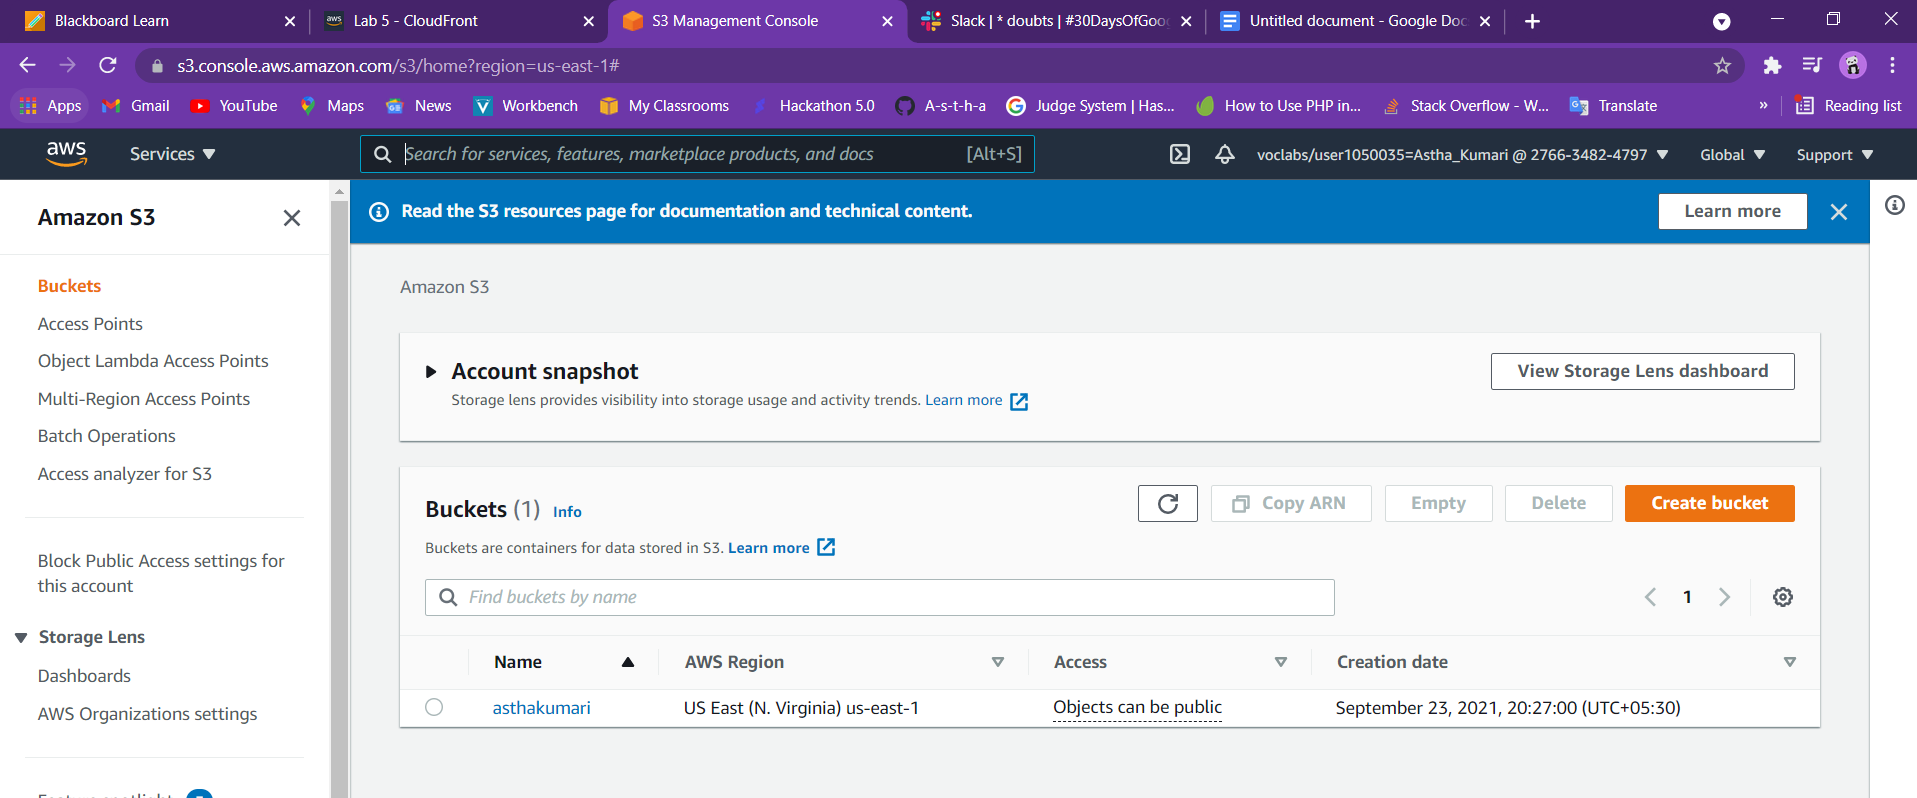 Blackboard Learn
Lab 5 - CloudFront
S3 Management Console
Slack | * doubts | #30DaysOfGoo
Untitled document - Google Doc
s3.console.aws.amazon.com/s3/home?region=us-east-1#
Apps
Gmail
YouTube
Maps
News
Workbench
My Classrooms
Hackathon 5.0
A-s-t-h-a
Judge System | Has...
How to Use PHP in...
Stack Overflow - W...
Translate
»
Reading list
aws
Services
Search for services, features, marketplace products, and docs
[Alt+S]
voclabs/user1050035=Astha_Kumari @ 2766-3482-4797
Global
Support
Amazon S3
Buckets
Access Points
Object Lambda Access Points
Multi-Region Access Points
Batch Operations
Access analyzer for S3
Block Public Access settings for
this account
Storage Lens
Dashboards
AWS Organizations settings
Read the S3 resources page for documentation and technical content.
Learn more
Amazon S3
Account snapshot
View Storage Lens dashboard
Storage lens provides visibility into storage usage and activity trends. Learn more
Buckets (1) Info
Copy ARN
Empty
Delete
Create bucket
Buckets are containers for data stored in S3. Learn more
Find buckets by name
1
Name
AWS Region
Access
Creation date
asthakumari
US East (N. Virginia) us-east-1
Objects can be public
September 23, 2021, 20:27:00 (UTC+05:30)